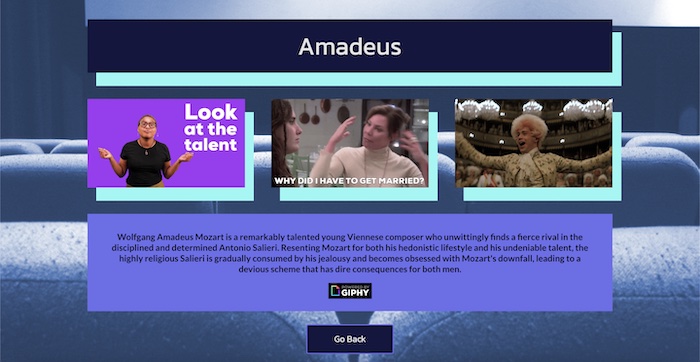 Amadeus
Look
at the
talent
WHY DID I HAVE TO GET MARRIED?
Wolfgang Amadeus Mozart is a remarkably talented young Viennese composer who unwittingly finds a fierce rival in the
disciplined and determined Antonio Salieri. Resenting Mozart for both his hedonistic lifestyle and his undeniable talent, the
highly religious Salieri is gradually consumed by his jealousy and becomes obsessed with Mozart's downfall, leading to a
devious scheme that has dire consequences for both men.
POWERED BY
GIPHY
Go Back